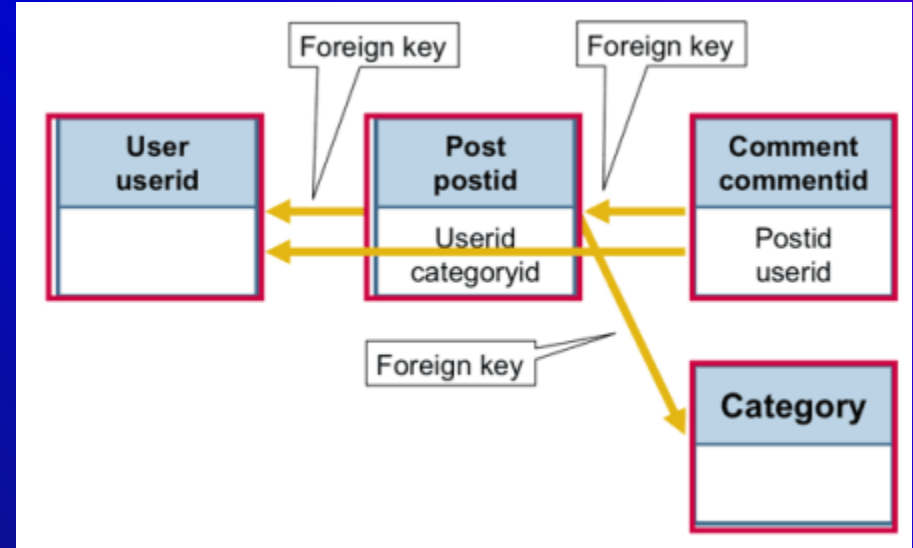 Foreign key
Foreign key
User
userid
Post
postid
Comment
commentid
Userid
categoryid
Postid
userid
Foreign key
Category